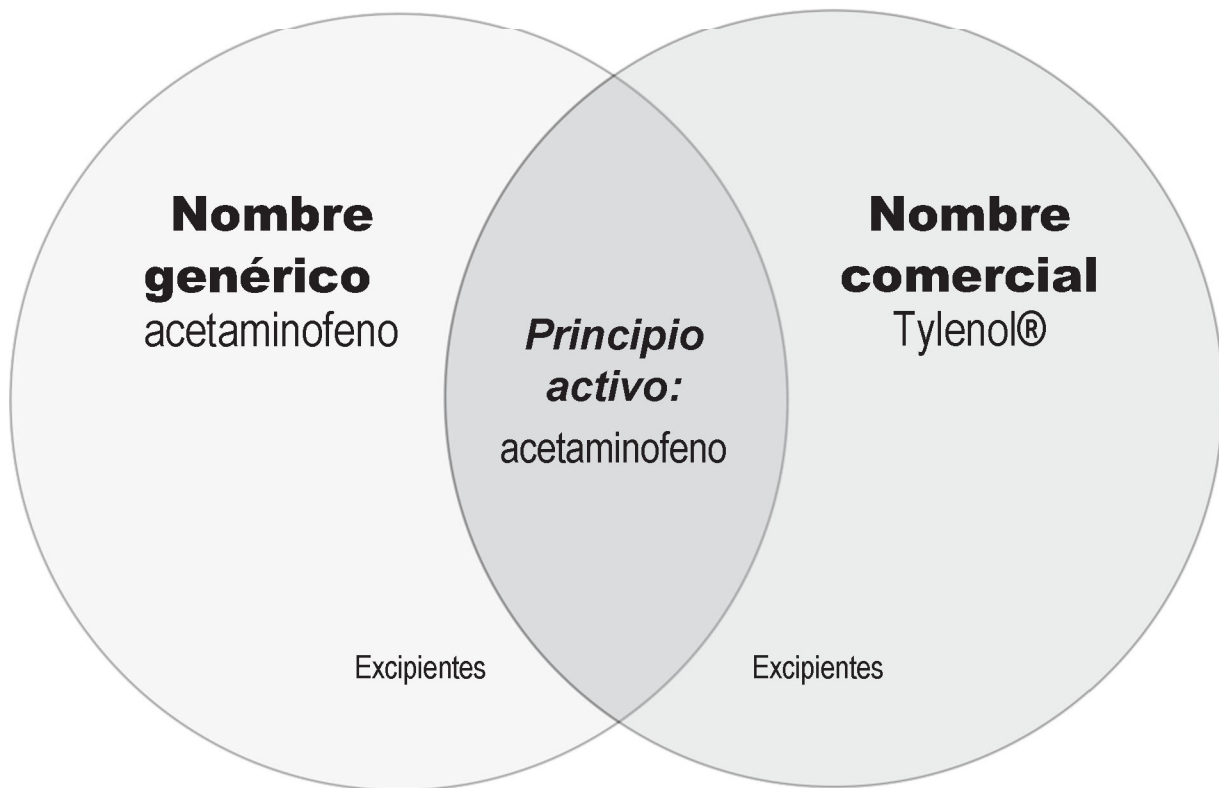 Nombre
genérico
acetaminofeno
Principio
activo:
acetaminofeno
Nombre
comercial
Tylenol®
Excipientes
Excipientes